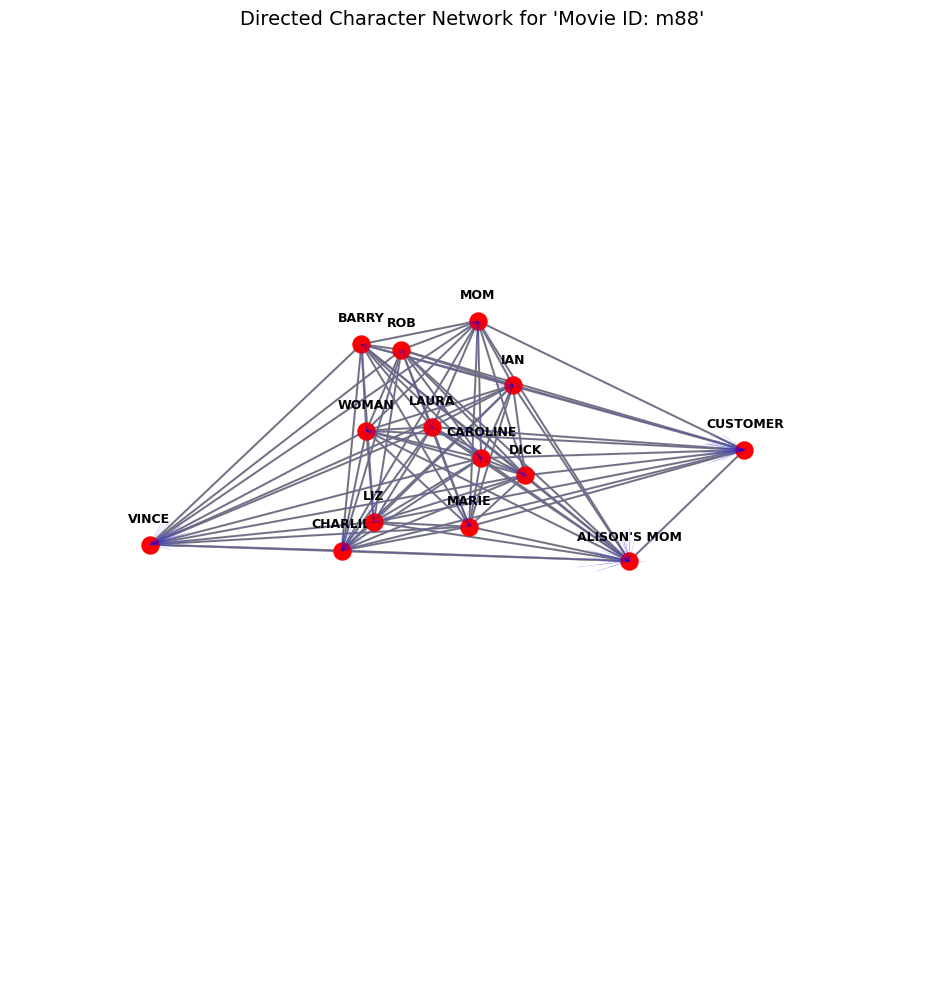 Directed Character Network for 'Movie ID: m88'
MOM
BARRY
ROB
IAN
LAURA
WOMAN
CUSTOMER
CAROLINE
DICK
LIZ
MARIE
VINCE
CHARLIE
ALISON'S MOM